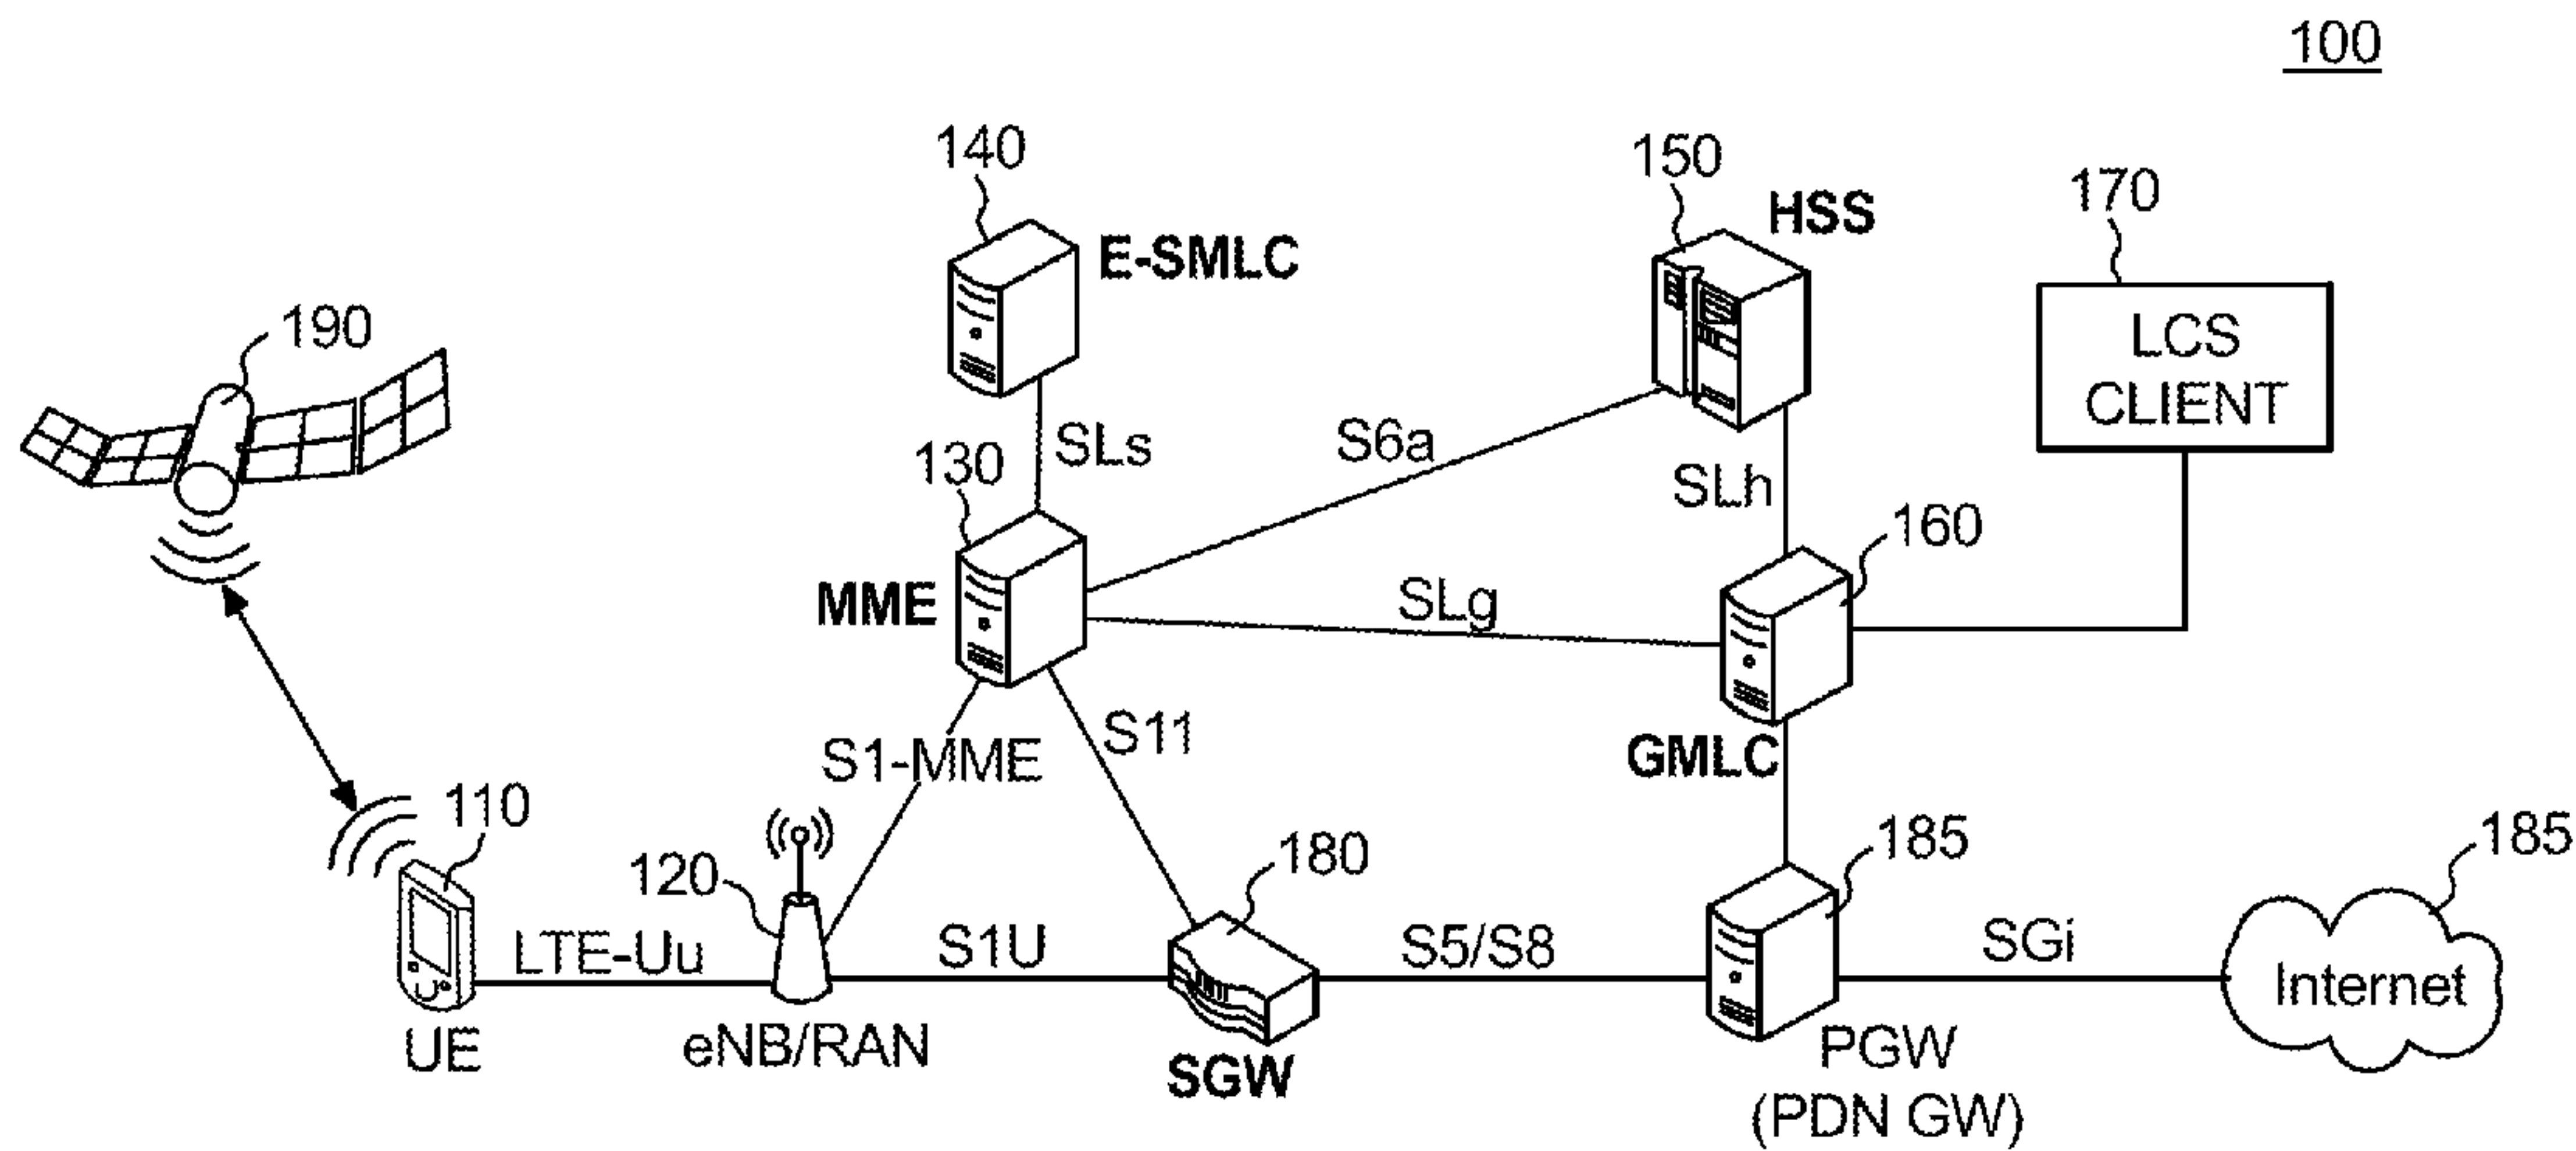 100
140
150
HSS
170
E-SMLC
190
LCS
CLIENT
S6a
SLs
130
SLh
160
MME
SLg
S11
S1-MME
GMLC
110
185
185
180
120
LTE-Uu
S1U
S5/S8
SGi
Internet
UE
eNB/RAN
SGW
PGW
(PDN GW)